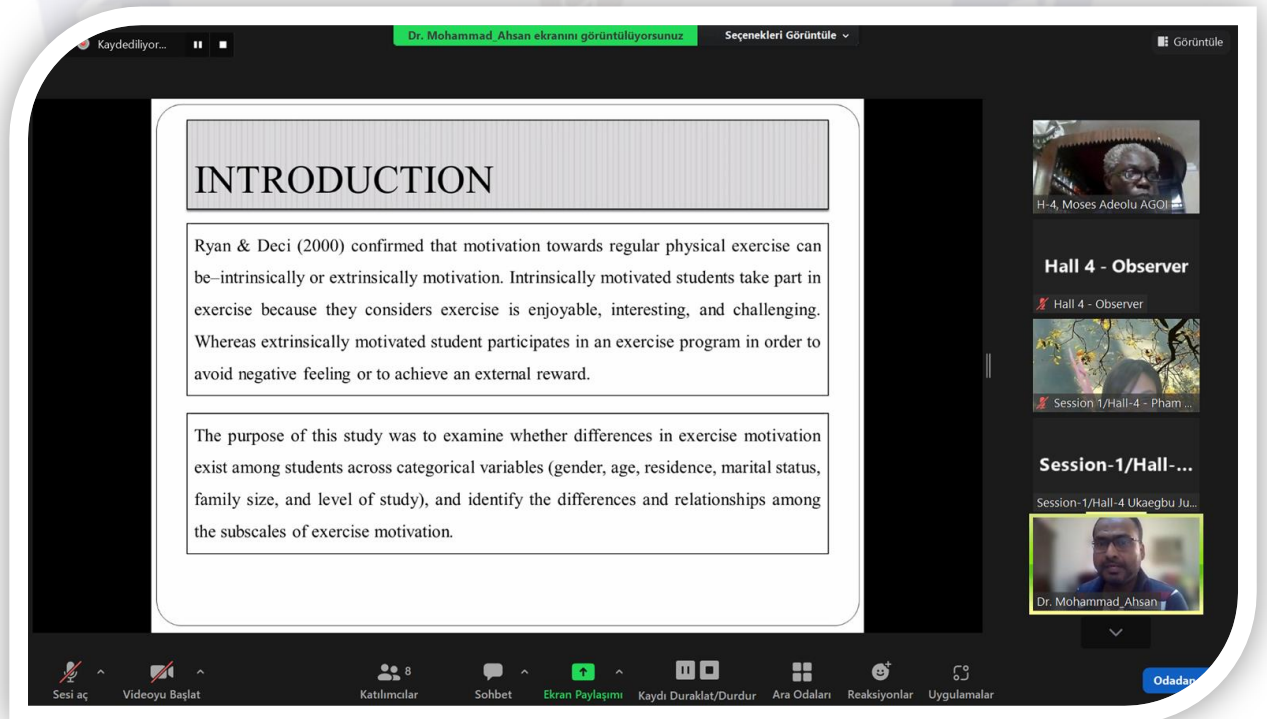 Kaydediliyor...
Dr. Mohammad_Ahsan ekranını görüntülüyorsunuz
Seçenekleri Görüntüle
Görüntüle
INTRODUCTION
Ryan & Deci (2000) confirmed that motivation towards regular physical exercise can
be–intrinsically or extrinsically motivation. Intrinsically motivated students take part in
exercise because they considers exercise is enjoyable, interesting, and challenging.
Whereas extrinsically motivated student participates in an exercise program in order to
avoid negative feeling or to achieve an external reward.
The purpose of this study was to examine whether differences in exercise motivation
exist among students across categorical variables (gender, age, residence, marital status,
family size, and level of study), and identify the differences and relationships among
the subscales of exercise motivation.
H-4, Moses Adeolu AGOI
Hall 4 - Observer
Hall 4 - Observer
Session 1/Hall-4 - Pham ...
Session-1/Hall-...
Session-1/Hall-4 Ukaegbu Ju...
Dr. Mohammad_Ahsan
Sesi aç
Videoyu Başlat
8
Katılımcılar
Sohbet
Ekran Paylaşımı
Kaydı Duraklat/Durdur
Ara Odaları
Reaksiyonlar
Uygulamalar